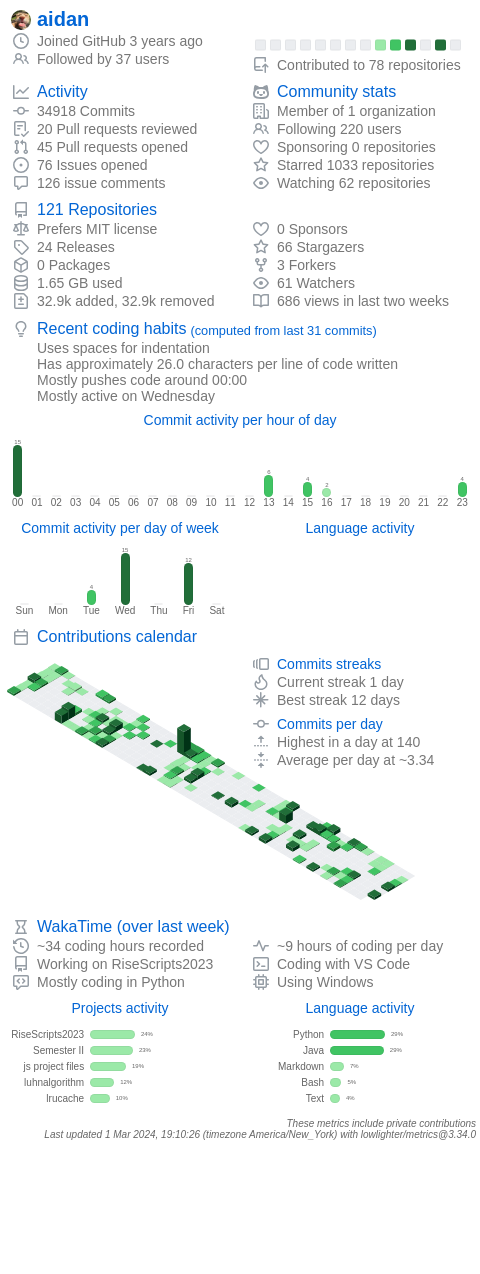 aidan
Joined GitHub 3 years ago
Followed by 37 users
Contributed to 78 repositories
Activity
34918 Commits
20 Pull requests reviewed
45 Pull requests opened
76 Issues opened
126 issue comments
Community stats
Member of 1 organization
Following 220 users
Sponsoring 0 repositories
Starred 1033 repositories
Watching 62 repositories
121 Repositories
Prefers MIT license
24 Releases
0 Packages
1.65 GB used
32.9k added, 32.9k removed
0 Sponsors
66 Stargazers
3 Forkers
61 Watchers
686 views in last two weeks
Recent coding habits (computed from last 31 commits)
Uses spaces for indentation
Has approximately 26.0 characters per line of code written
Mostly pushes code around 00:00
Mostly active on Wednesday
Commit activity per hour of day
15 6 4 2 4
00 01 02 03 04 05 06 07 08 09 10 11 12 13 14 15 16 17 18 19 20 21 22 23
Commit activity per day of week
4 15 12
Sun Mon Tue Wed Thu Fri Sat
Language activity
Contributions calendar
Commits streaks
Current streak 1 day
Best streak 12 days
Commits per day
Highest in a day at 140
Average per day at ~3.34
WakaTime (over last week)
~34 coding hours recorded
Working on RiseScripts2023
Mostly coding in Python
~9 hours of coding per day
Coding with VS Code
Using Windows
Projects activity
RiseScripts2023 24%
Semester II 23%
js project files 19%
luhnalgorithm 12%
lrucache 10%
Language activity
Python 29%
Java 29%
Markdown 7%
Bash 5%
Text 4%
These metrics include private contributions
Last updated 1 Mar 2024, 19:10:26 (timezone America/New_York) with lowlighter/metrics@3.34.0